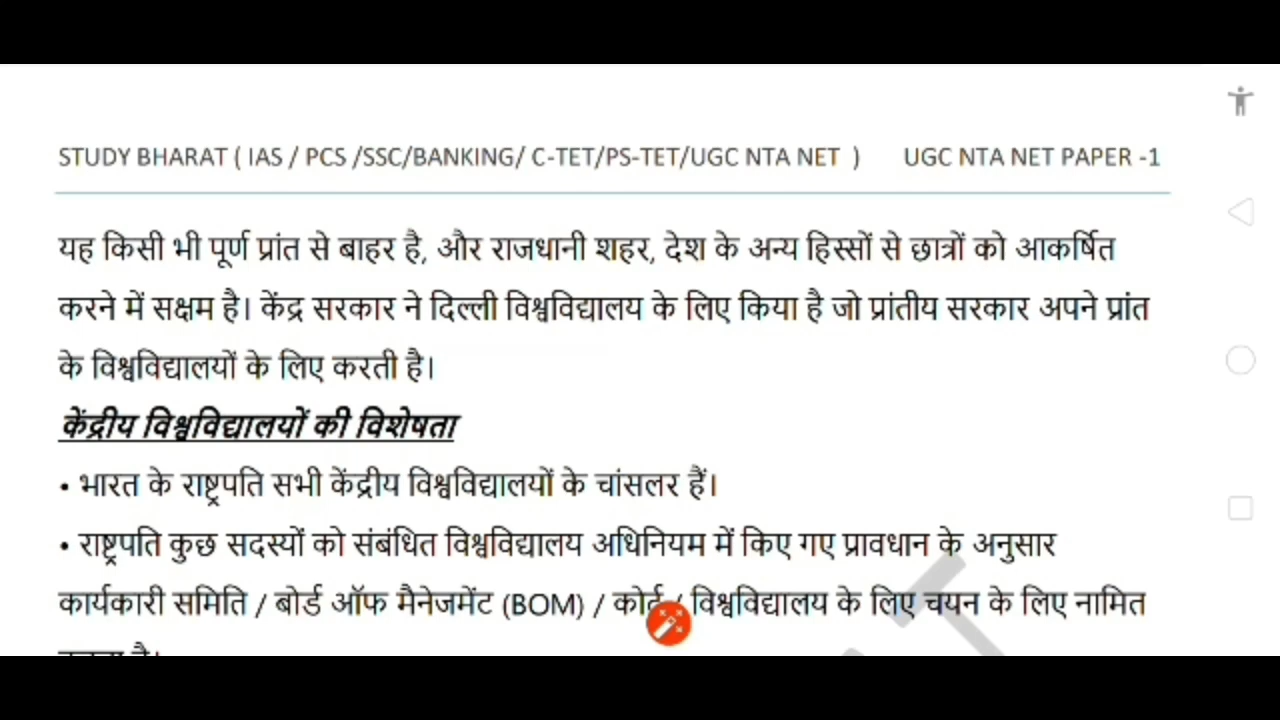 STUDY BHARAT ( IAS / PCS /SSC/BANKING/ C-TET/PS-TET/UGC NTA NET ) UGC NTA NET PAPER -1
यह किसी भी पूर्ण प्रांत से बाहर है, और राजधानी शहर, देश के अन्य हिस्सों से छात्रों को आकर्षित
करने में सक्षम है। केंद्र सरकार ने दिल्ली विश्वविद्यालय के लिए किया है जो प्रांतीय सरकार अपने प्रांत
के विश्वविद्यालयों के लिए करती है।
केंद्रीय विश्वविद्यालयों की विशेषता
• भारत के राष्ट्रपति सभी केंद्रीय विश्वविद्यालयों के चांसलर हैं।
• राष्ट्रपति कुछ सदस्यों को संबंधित विश्वविद्यालय अधिनियम में किए गए प्रावधान के अनुसार
कार्यकारी समिति / बोर्ड ऑफ मैनेजमेंट (BOM) / कोर्ट / विश्वविद्यालय के लिए चयन के लिए नामित